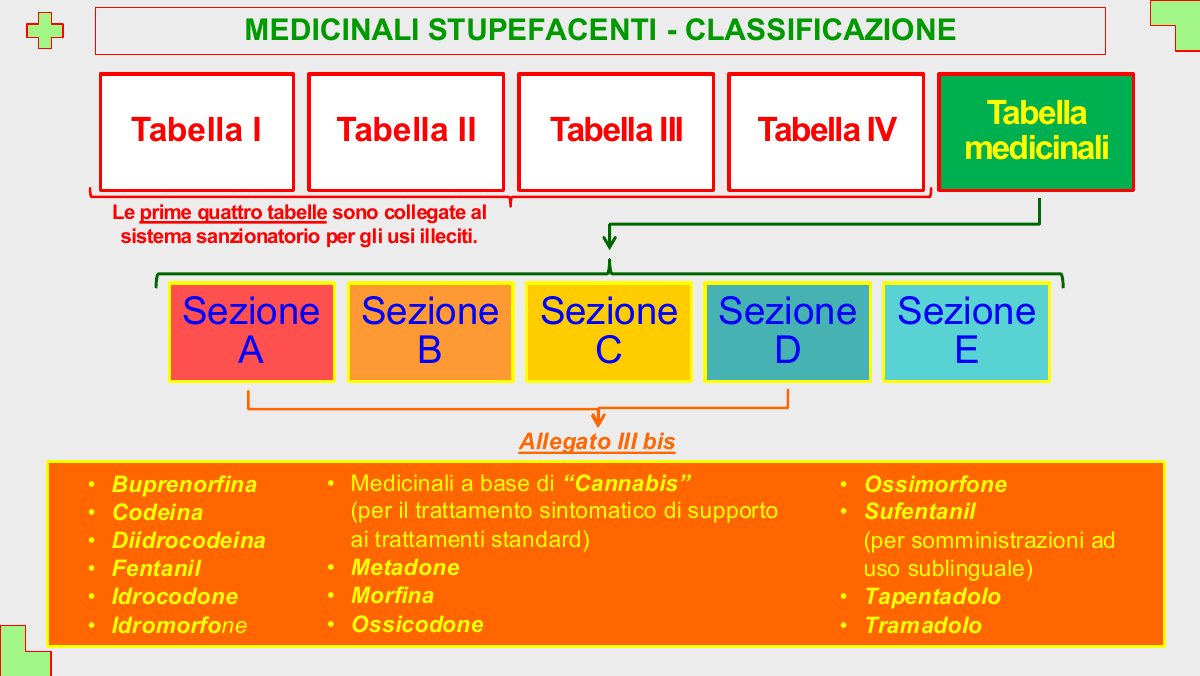 MEDICINALI STUPEFACENTI - CLASSIFICAZIONE
Tabella I
Tabella II
Tabella III
Tabella IV
Tabella
medicinali
Le prime quattro tabelle sono collegate al
sistema sanzionatorio per gli usi illeciti.
Sezione
A
Sezione
B
Sezione
C
Sezione
D
Sezione
E
Allegato III bis
• Buprenorfina
• Codeina
• Diidrocodeina
• Fentanil
• Idrocodone
• Idromorfone
• Medicinali a base di “Cannabis”
(per il trattamento sintomatico di supporto
ai trattamenti standard)
• Metadone
• Morfina
• Ossicodone
• Ossimorfone
• Sufentanil
(per somministrazioni ad
uso sublinguale)
• Tapentadolo
• Tramadolo